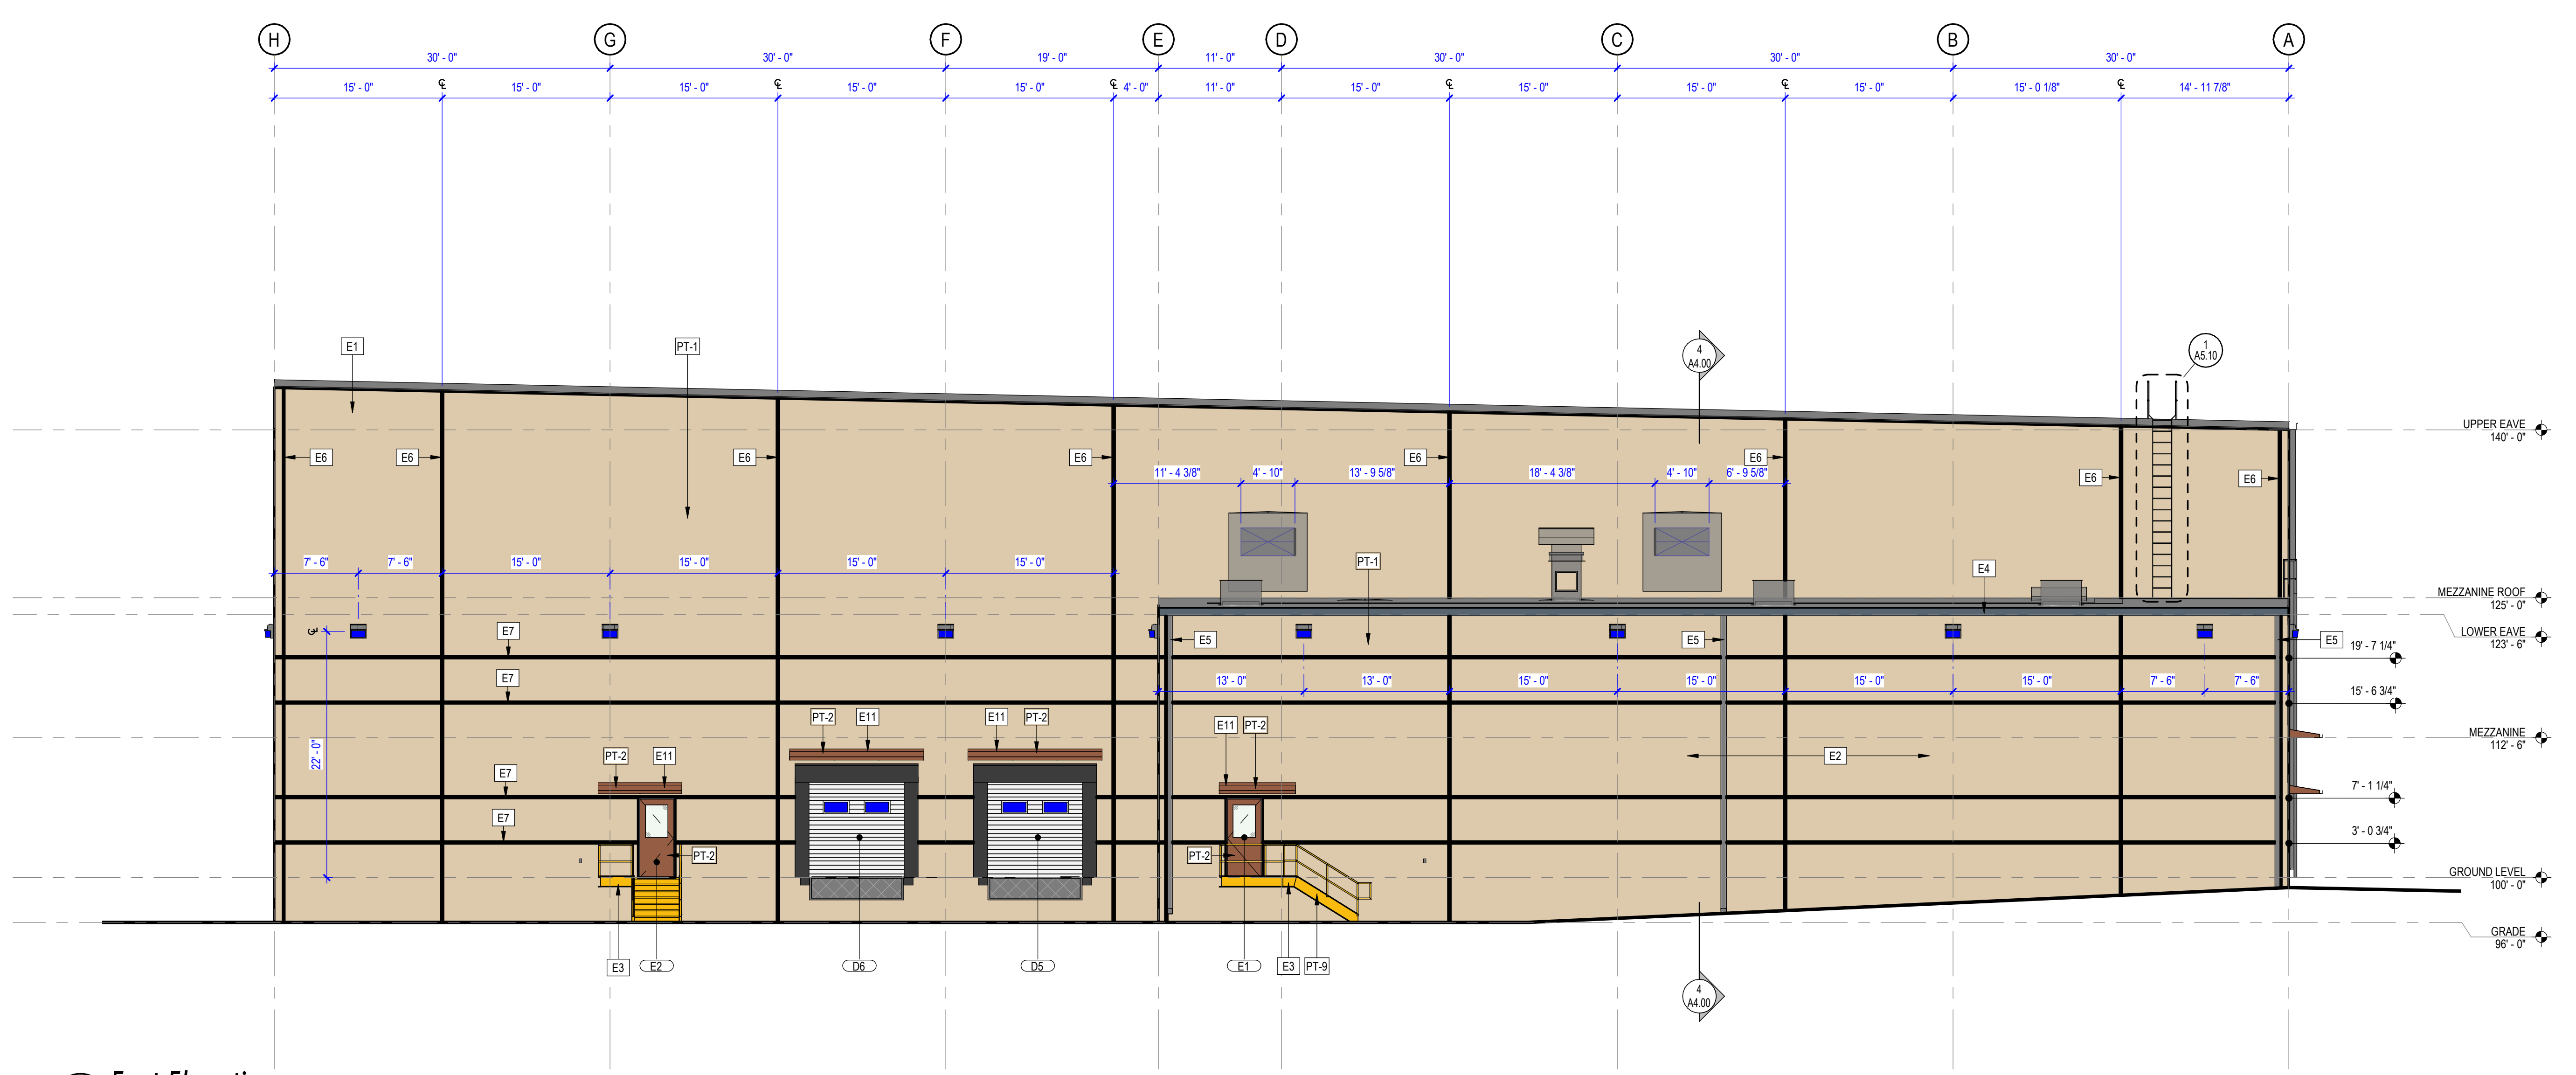 H G F E D C B A
30' - 0" 30' - 0" 19' - 0" 11' - 0" 30' - 0" 30' - 0" 30' - 0"
15' - 0" 15' - 0" 15' - 0" 15' - 0" 15' - 0" 4' - 0" 11' - 0" 15' - 0" 15' - 0" 15' - 0" 15' - 0" 15' - 0 1/8" 14' - 11 7/8"
E1 PT-1 4 1
A4.00 A5.10
UPPER EAVE
140' - 0"
E6 E6 E6 E6 E6 E6 E6 E6
11' - 4 3/8" 4' - 10" 13' - 9 5/8" 18' - 4 3/8" 4' - 10" 6' - 9 5/8"
7' - 6" 7' - 6" 15' - 0" 15' - 0" 15' - 0" 15' - 0" PT-1 E4
MEZZANINE ROOF
125' - 0"
E7 E5 E5 E5
LOWER EAVE
123' - 6"
19' - 7 1/4"
E7 13' - 0" 13' - 0" 15' - 0" 15' - 0" 15' - 0" 15' - 0" 7' - 6" 7' - 6"
15' - 6 3/4"
PT-2 E11 E11 PT-2 E11 PT-2
MEZZANINE
112' - 6"
22' - 0" PT-2 E11 E2
E7 7' - 1 1/4"
E7 3' - 0 3/4"
PT-2 PT-2
GROUND LEVEL
100' - 0"
GRADE
96' - 0"
E3 E2 D6 D5 E1 E3 PT-9
4
A4.00